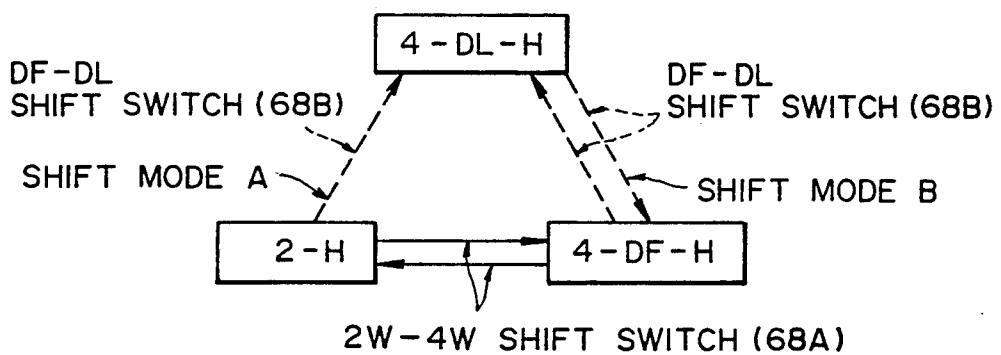 4-DL-H
DF-DL
SHIFT SWITCH (68B)
DF-DL
SHIFT SWITCH (68B)
SHIFT MODE A
SHIFT MODE B
2-H
4-DF-H
2W-4W SHIFT SWITCH (68A)